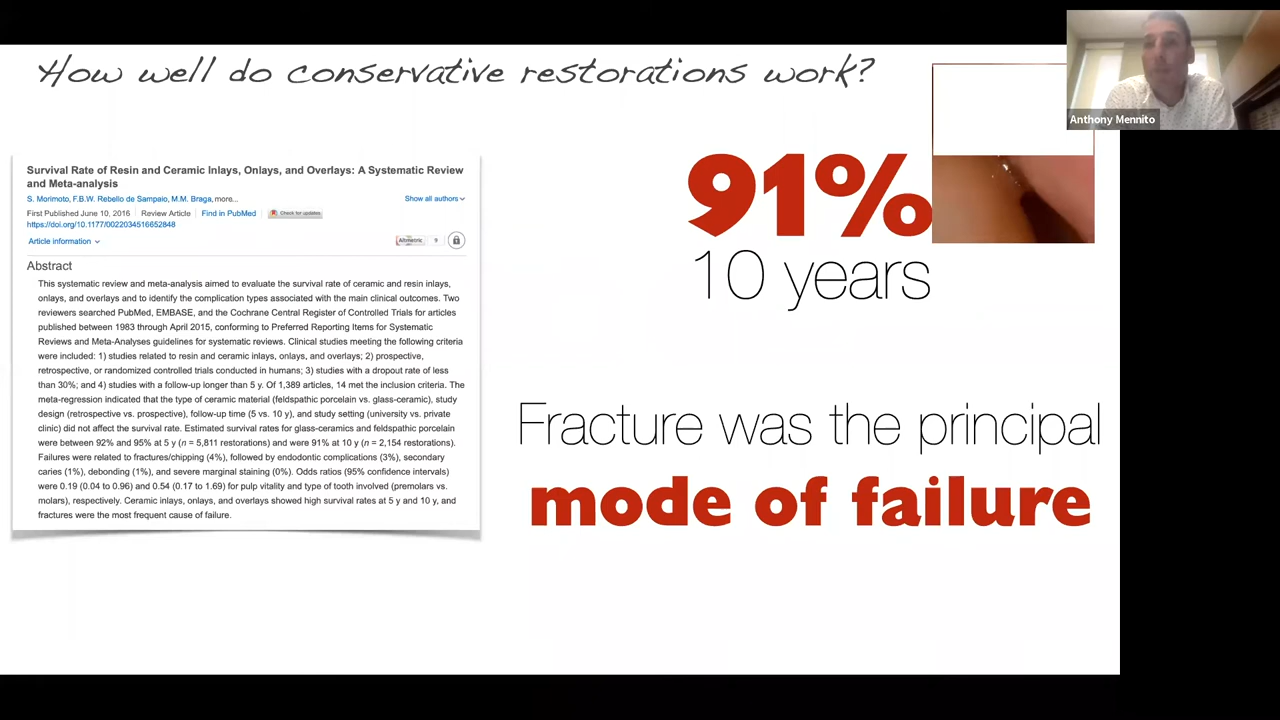 How well do conservative restorations work?
Anthony Mennito
Survival Rate of Resin and Ceramic Inlays, Onlays, and Overlays: A Systematic Review
and Meta-analysis
S. Morimoto, F.B.W. Rebello de Sampaio, M.M. Braga, more...
Show all authors
First Published June 10, 2016 Review Article Find in PubMed Check for updates
https://doi.org/10.1177/0022034516652848
Article information
Altmetric 9
Abstract
This systematic review and meta-analysis aimed to evaluate the survival rate of ceramic and resin inlays,
onlays, and overlays and to identify the complication types associated with the main clinical outcomes. Two
reviewers searched PubMed, EMBASE, and the Cochrane Central Register of Controlled Trials for articles
published between 1983 through April 2015, conforming to Preferred Reporting Items for Systematic
Reviews and Meta-Analyses guidelines for systematic reviews. Clinical studies meeting the following criteria
were included: 1) studies related to resin and ceramic inlays, onlays, and overlays; 2) prospective,
retrospective, or randomized controlled trials conducted in humans; 3) studies with a dropout rate of less
than 30%; and 4) studies with a follow-up longer than 5 y. Of 1,389 articles, 14 met the inclusion criteria. The
meta-regression indicated that the type of ceramic material (feldspathic porcelain vs. glass-ceramic), study
design (retrospective vs. prospective), follow-up time (5 vs. 10 y), and study setting (university vs. private
clinic) did not affect the survival rate. Estimated survival rates for glass-ceramics and feldspathic porcelain
were between 92% and 95% at 5 y (n = 5,811 restorations) and were 91% at 10 y (n = 2,154 restorations).
Failures were related to fractures/chipping (4%), followed by endodontic complications (3%), secondary
caries (1%), debonding (1%), and severe marginal staining (0%). Odds ratios (95% confidence intervals)
were 0.19 (0.04 to 0.96) and 0.54 (0.17 to 1.69) for pulp vitality and type of tooth involved (premolars vs.
molars), respectively. Ceramic inlays, onlays, and overlays showed high survival rates at 5 y and 10 y, and
fractures were the most frequent cause of failure.
91%
10 years
Fracture was the principal
mode of failure